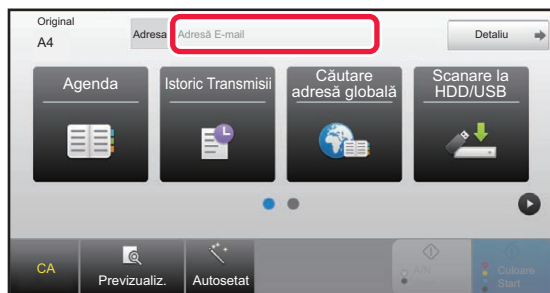 Original
A4
Adresa
Adresă E-mail
Detaliu
Agenda
Istoric Transmisii
Căutare
adresă globală
Scanare la
HDD/USB
CA
Previzualiz.
Autosetat
A/N
Start
Culoare
Start